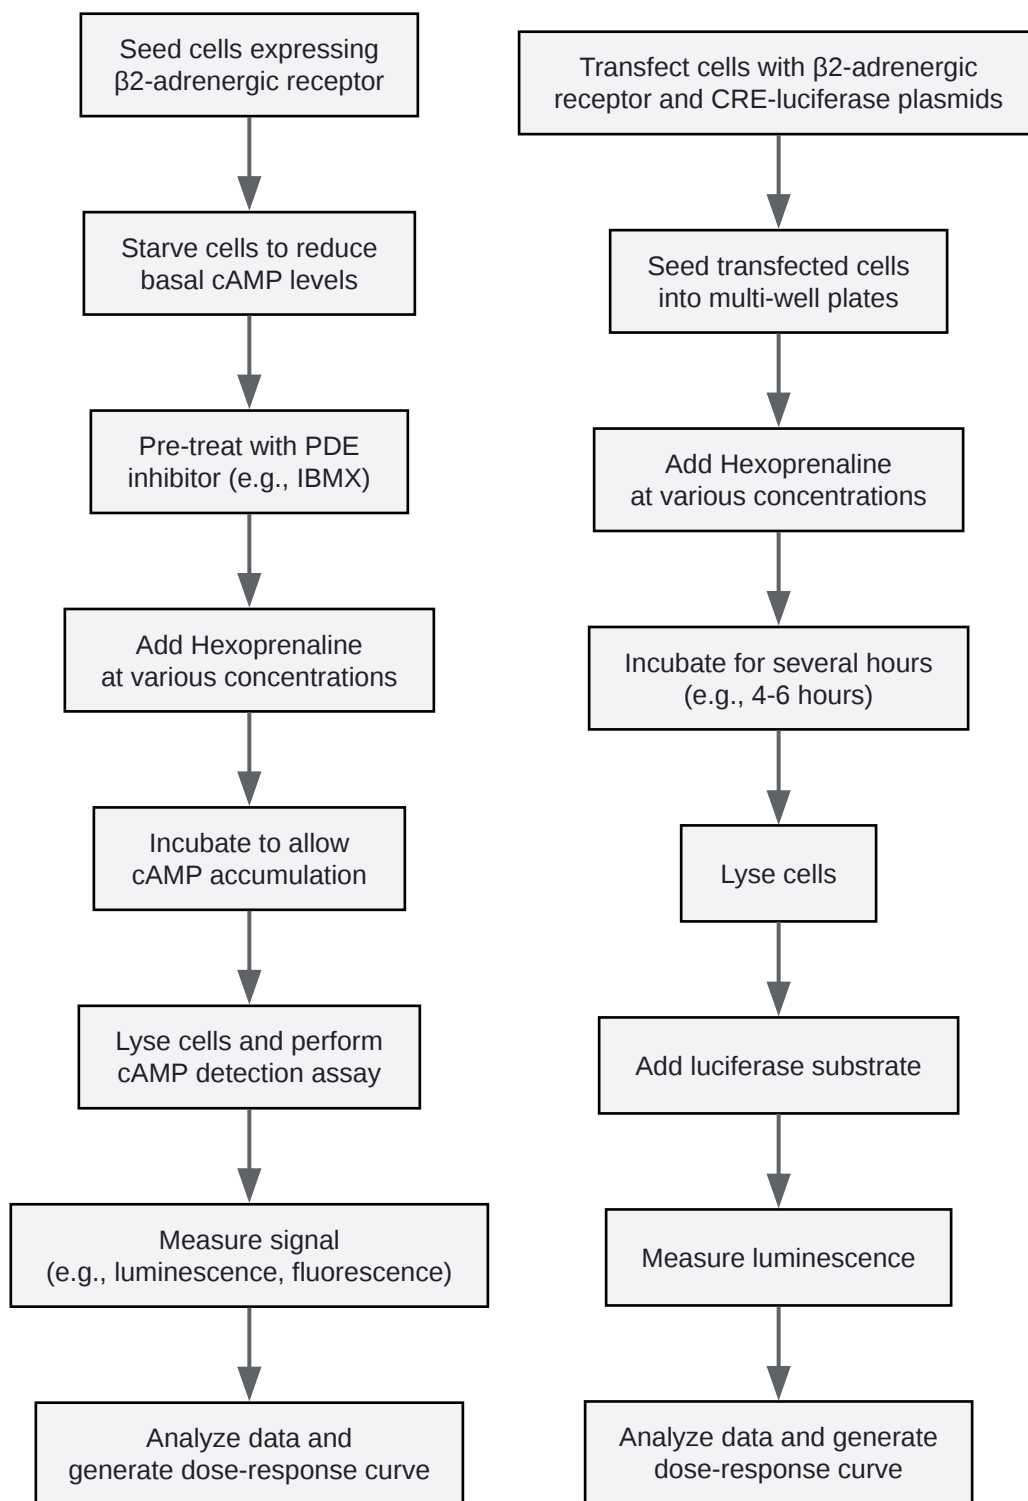 Seed cells expressing
β2-adrenergic receptor
Starve cells to reduce
basal cAMP levels
Pre-treat with PDE
inhibitor (e.g., IBMX)
Add Hexoprenaline
at various concentrations
Incubate to allow
cAMP accumulation
Lyse cells and perform
cAMP detection assay
Measure signal
(e.g., luminescence, fluorescence)
Analyze data and
generate dose-response curve
Transfect cells with β2-adrenergic
receptor and CRE-luciferase plasmids
Seed transfected cells
into multi-well plates
Add Hexoprenaline
at various concentrations
Incubate for several hours
(e.g., 4-6 hours)
Lyse cells
Add luciferase substrate
Measure luminescence
Analyze data and generate
dose-response curve